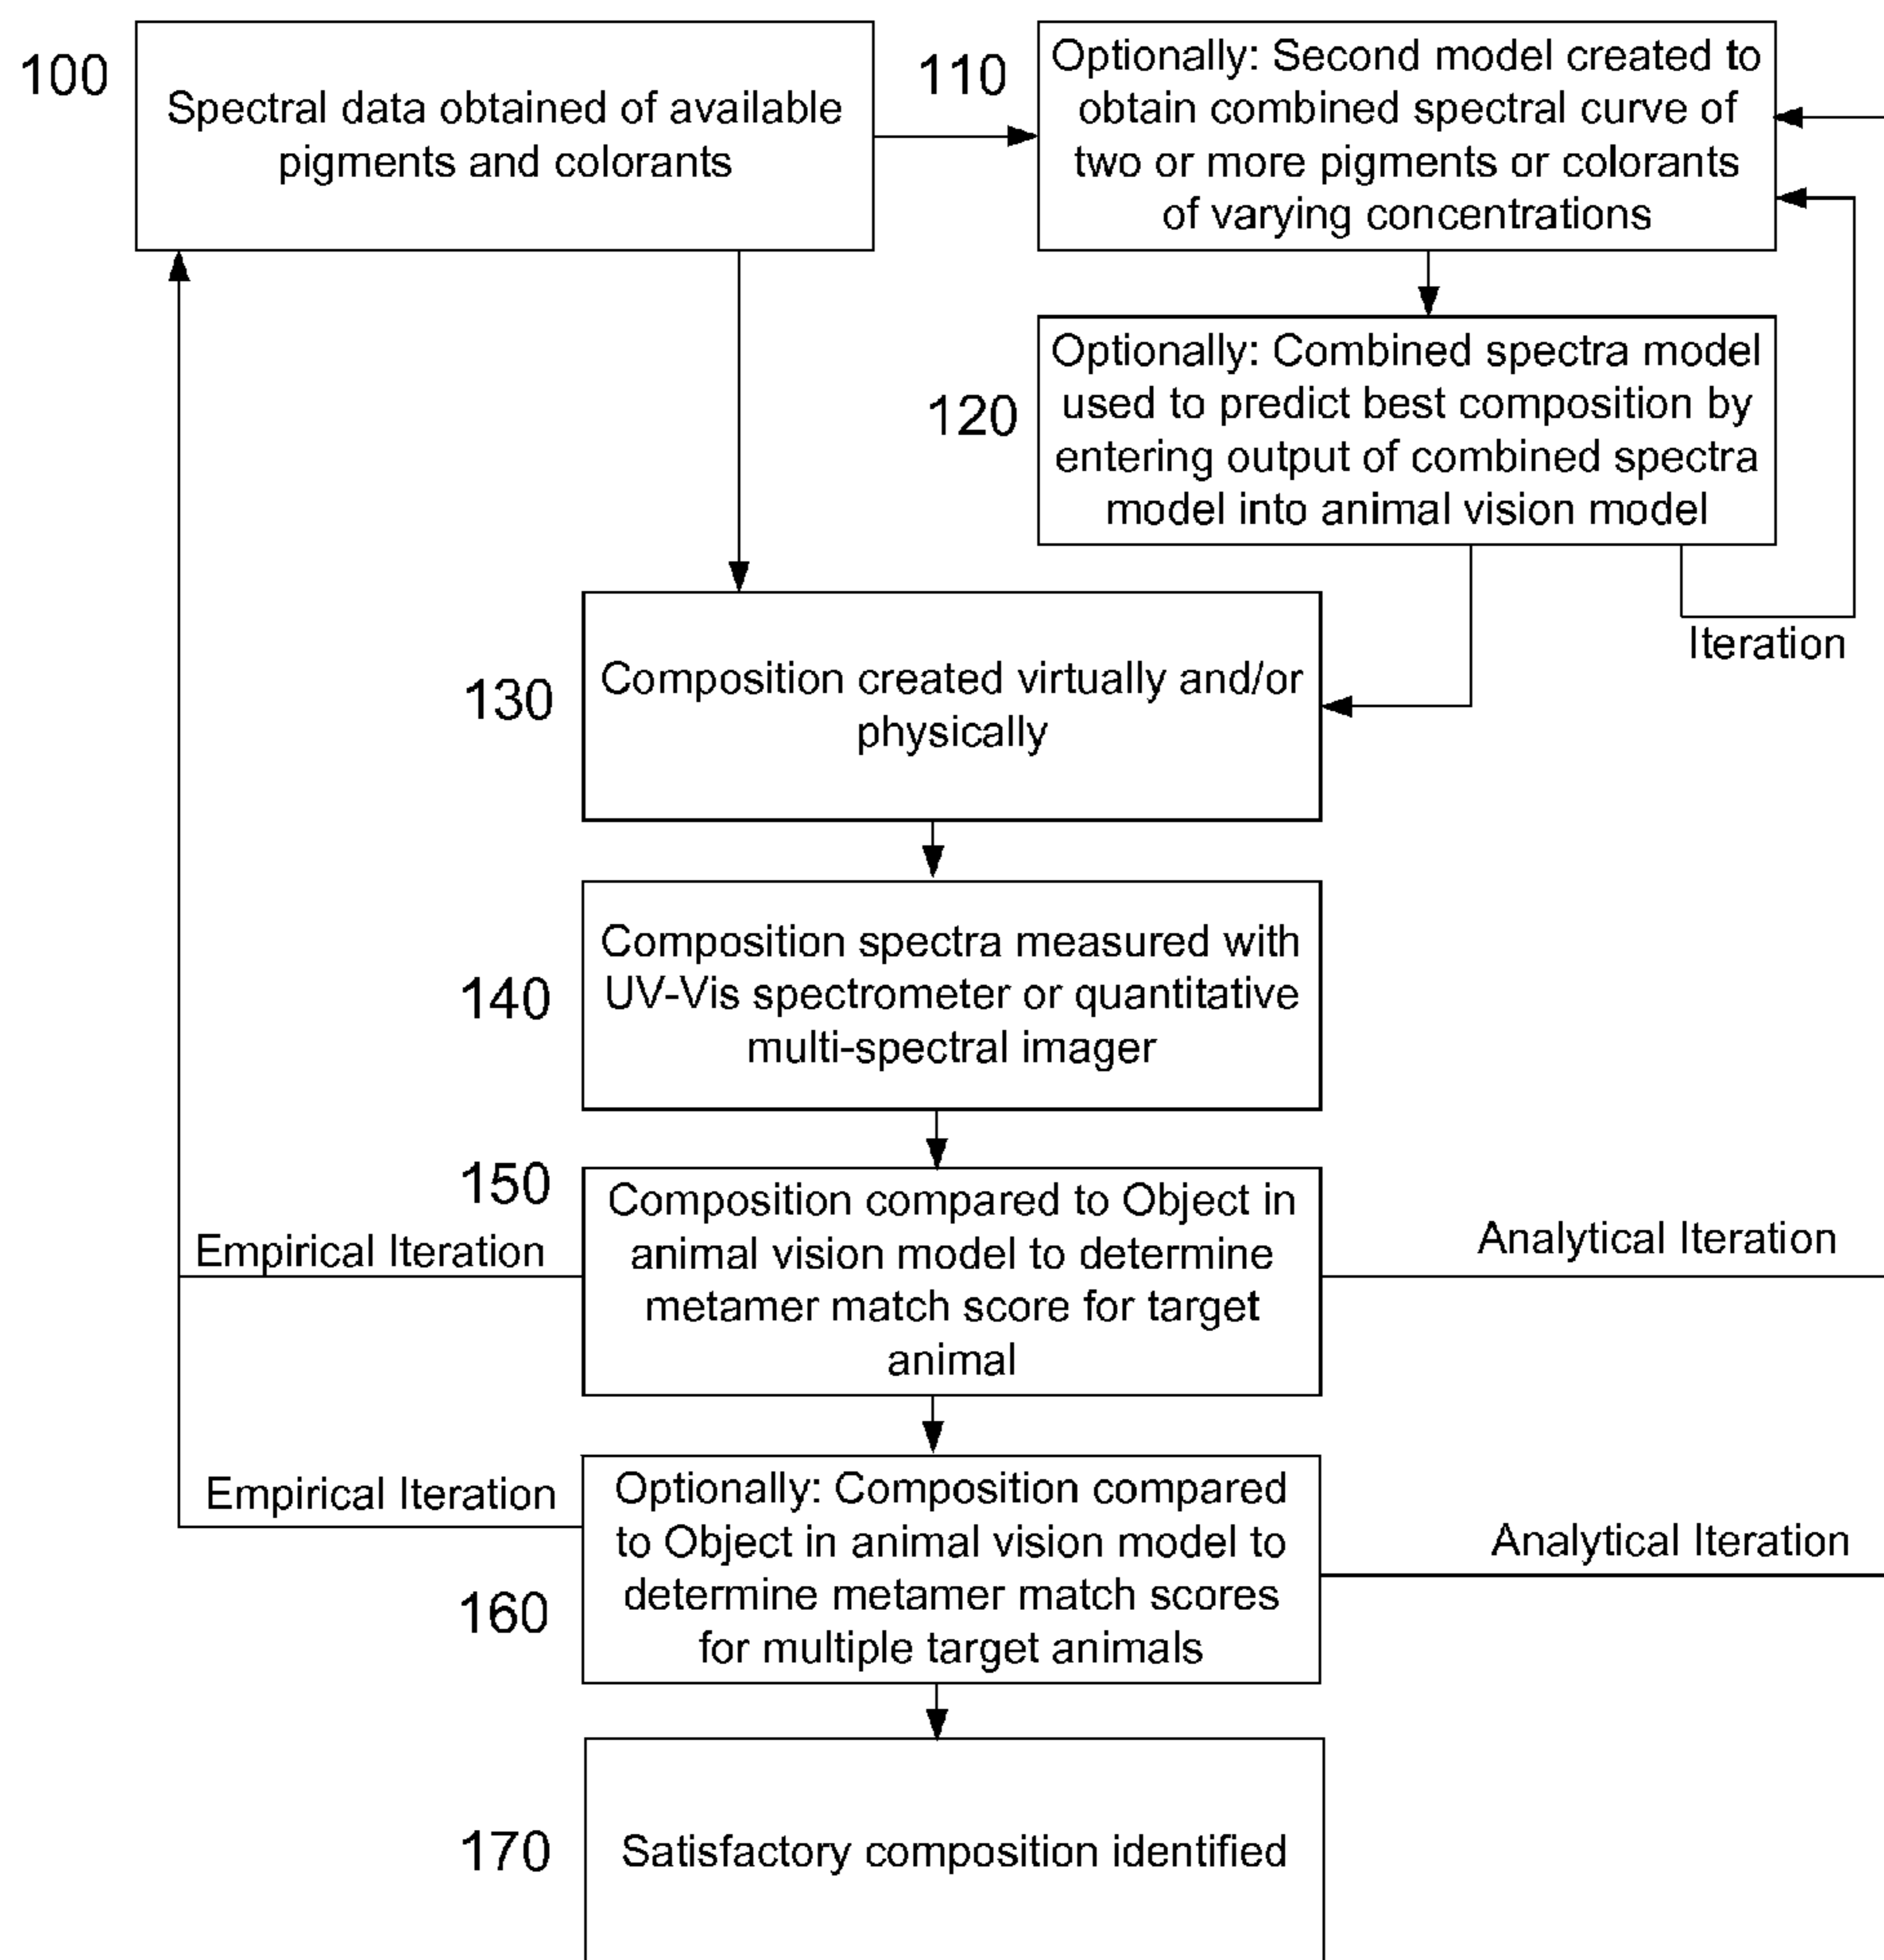 100
Spectral data obtained of available
pigments and colorants
110
Optionally: Second model created to
obtain combined spectral curve of
two or more pigments or colorants
of varying concentrations
120
Optionally: Combined spectra model
used to predict best composition by
entering output of combined spectra
model into animal vision model
Iteration
130
Composition created virtually and/or
physically
140
Composition spectra measured with
UV-Vis spectrometer or quantitative
multi-spectral imager
150
Composition compared to Object in
animal vision model to determine
metamer match score for target
animal
Empirical Iteration
Analytical Iteration
160
Optionally: Composition compared
to Object in animal vision model to
determine metamer match scores
for multiple target animals
Empirical Iteration
Analytical Iteration
170
Satisfactory composition identified